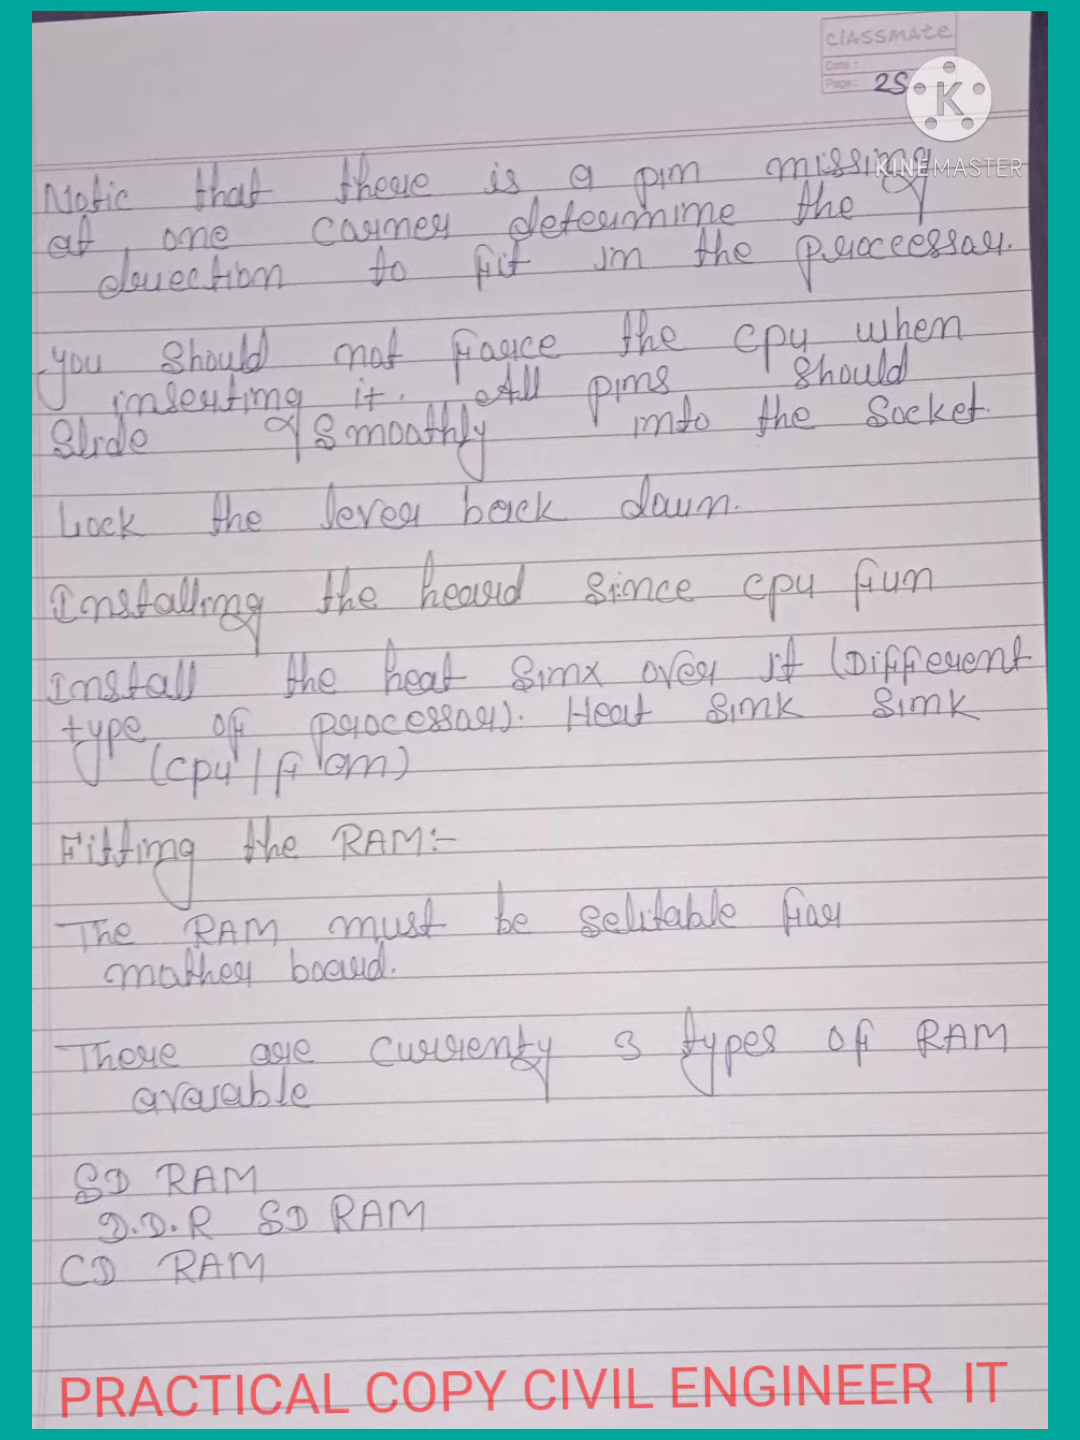 CLASSMATE
Date :
Page : 25
K
KINEMASTER
Notic that there is a pin missing
at one corner determine the
direction to fit in the proccessor.
you should not force the cpu when
inserting it. All pins should
Slide smoothly into the Socket.
Lock the lever back down.
Installing the heard since cpu fun
Install the heat sinx over it (Different
type of processor). Heat sink sink
(cpu / from)
Fitting the RAM:-
The RAM must be selitable for
mother board.
There are currenty 3 types of RAM
avaiable
SD RAM
D.D.R SD RAM
CD RAM
PRACTICAL COPY CIVIL ENGINEER IT